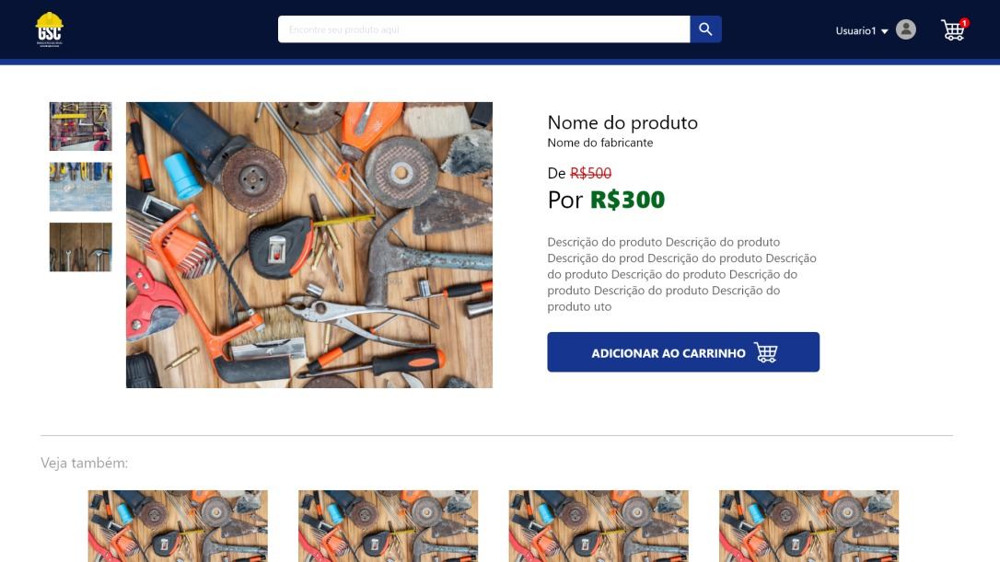 GSC
Encontre seu produto aqui
Usuario1
1
Nome do produto
Nome do fabricante
De R$500
Por R$300
Descrição do produto Descrição do produto
Descrição do prod Descrição do produto Descrição
do produto Descrição do produto Descrição do
produto Descrição do produto Descrição do
produto uto
ADICIONAR AO CARRINHO
Veja também: